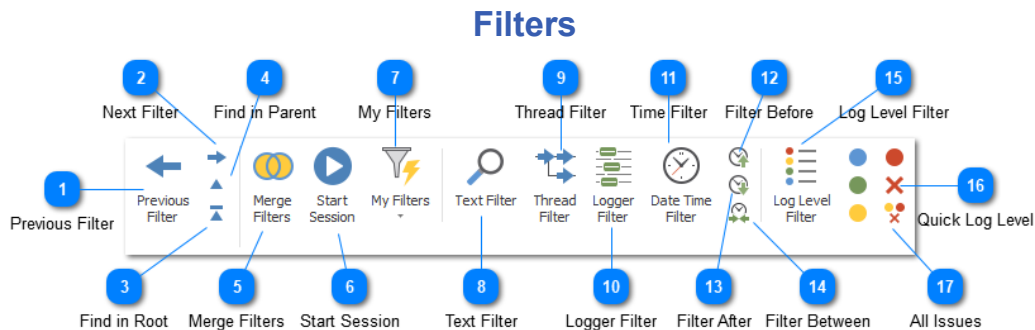 Filters
2 4 7 9 11 12 15
Next Filter Find in Parent My Filters Thread Filter Time Filter Filter Before Log Level Filter
1
Previous Filter
Previous
Filter
Merge
Filters
Start
Session
My Filters
Text Filter
Thread
Filter
Logger
Filter
Date Time
Filter
Log Level
Filter
16
Quick Log Level
3 5 6 8 10 13 14 17
Find in Root Merge Filters Start Session Text Filter Logger Filter Filter After Filter Between All Issues